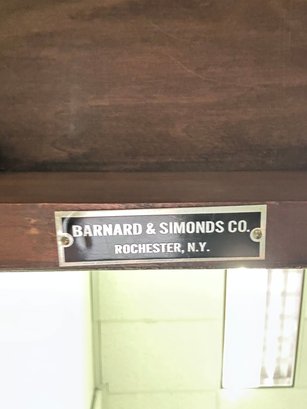 BARNARD & SIMONDS CO.
ROCHESTER, N.Y.